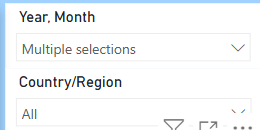 Year, Month
Multiple selections
Country/Region
All